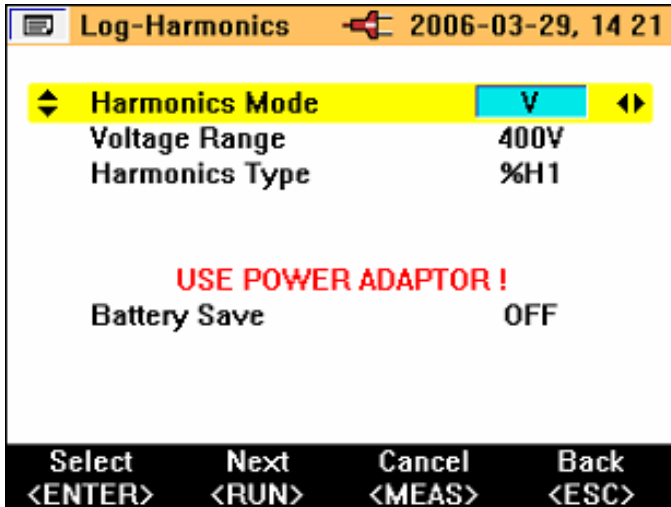 Log-Harmonics 2006-03-29, 14 21
Harmonics Mode V
Voltage Range 400V
Harmonics Type %H1
USE POWER ADAPTOR !
Battery Save OFF
Select Next Cancel Back
<ENTER> <RUN> <MEAS> <ESC>